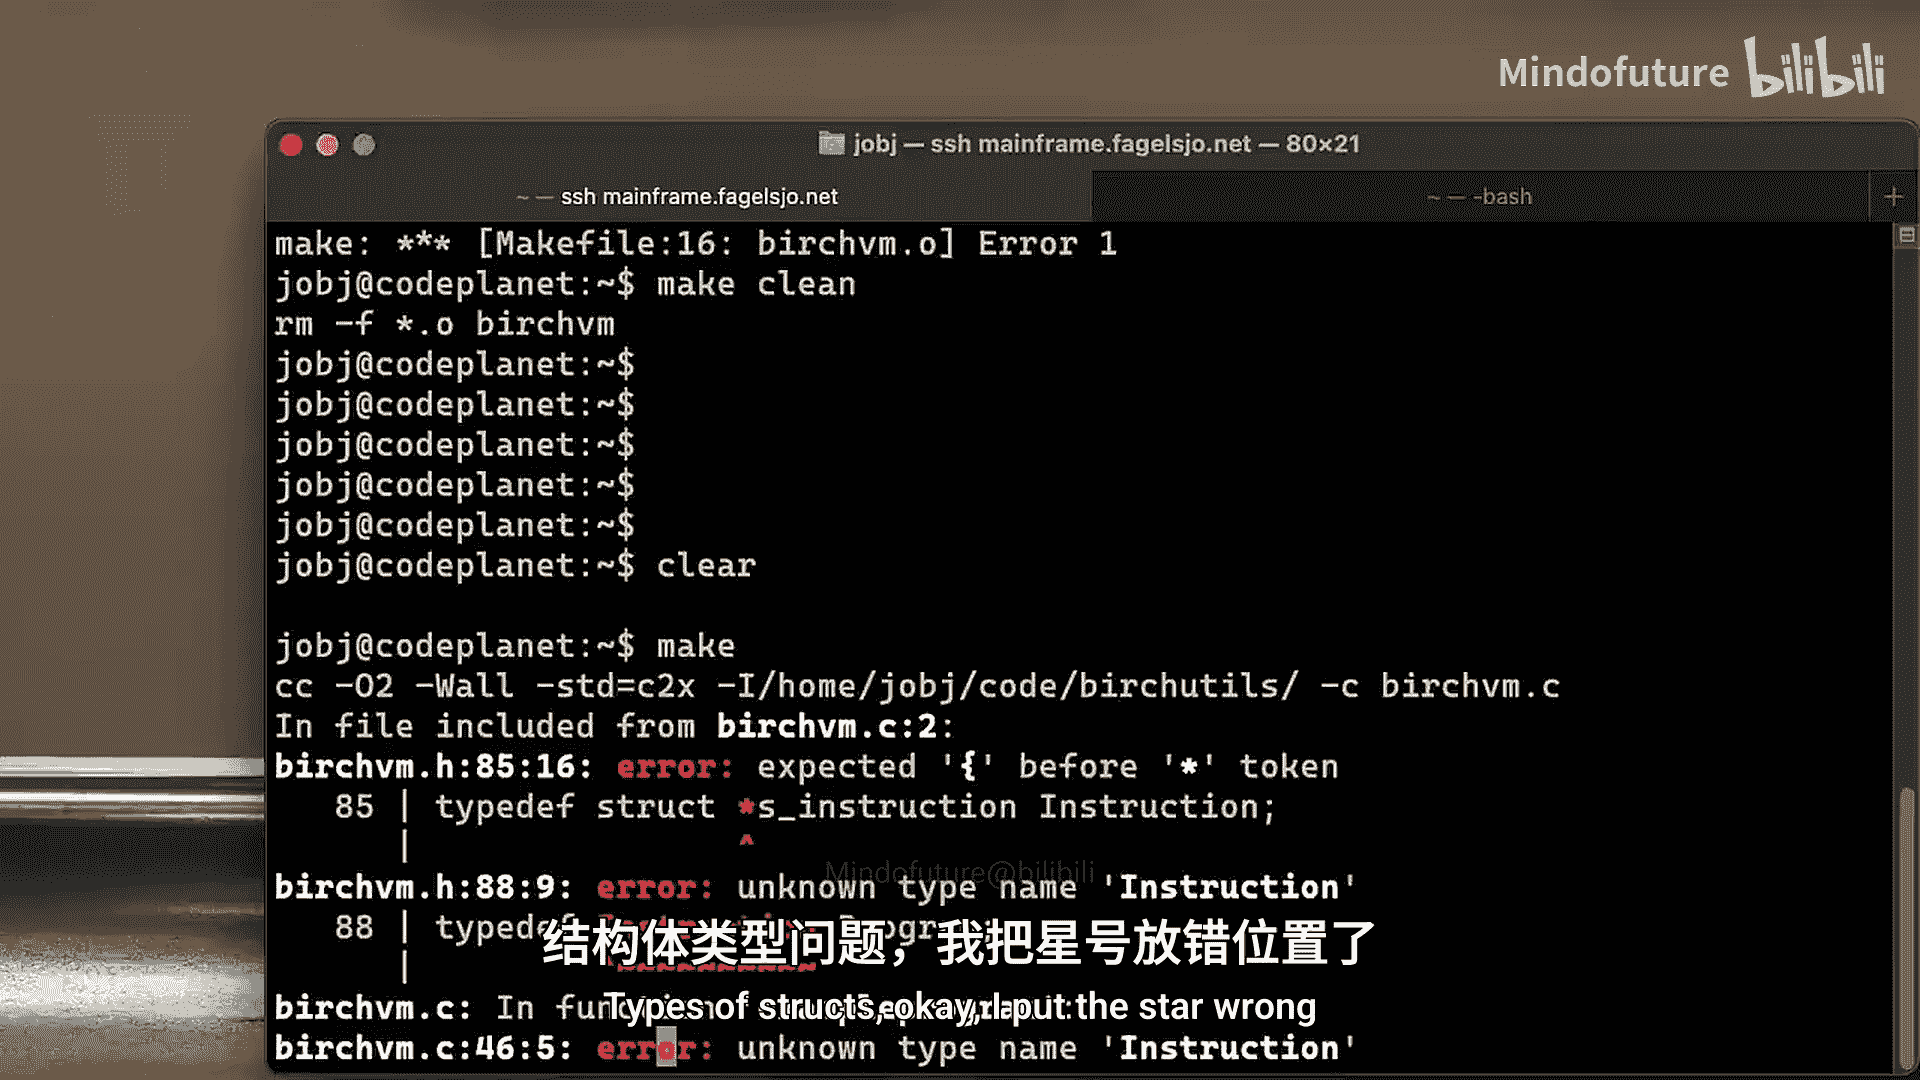 Mindofuture bilibili
jobj — ssh mainframe.fagelsjo.net — 80×21
~ — ssh mainframe.fagelsjo.net
~ — -bash
+
make: *** [Makefile:16: birchvm.o] Error 1
jobj@codeplanet:~$ make clean
rm -f *.o birchvm
jobj@codeplanet:~$
jobj@codeplanet:~$
jobj@codeplanet:~$
jobj@codeplanet:~$
jobj@codeplanet:~$
jobj@codeplanet:~$ clear
jobj@codeplanet:~$ make
cc -O2 -Wall -std=c2x -I/home/jobj/code/birchutils/ -c birchvm.c
In file included from birchvm.c:2:
birchvm.h:85:16: error: expected '{' before '*' token
85 | typedef struct *s_instruction Instruction;
| ^
Mindofuture@bilibili
birchvm.h:88:9: error: unknown type name 'Instruction'
88 | typedef
|
结构体类型问题，我把星号放错位置了
birchvm.c: In
Types of structs, okay, I put the star wrong
birchvm.c:46:5: error: unknown type name 'Instruction'